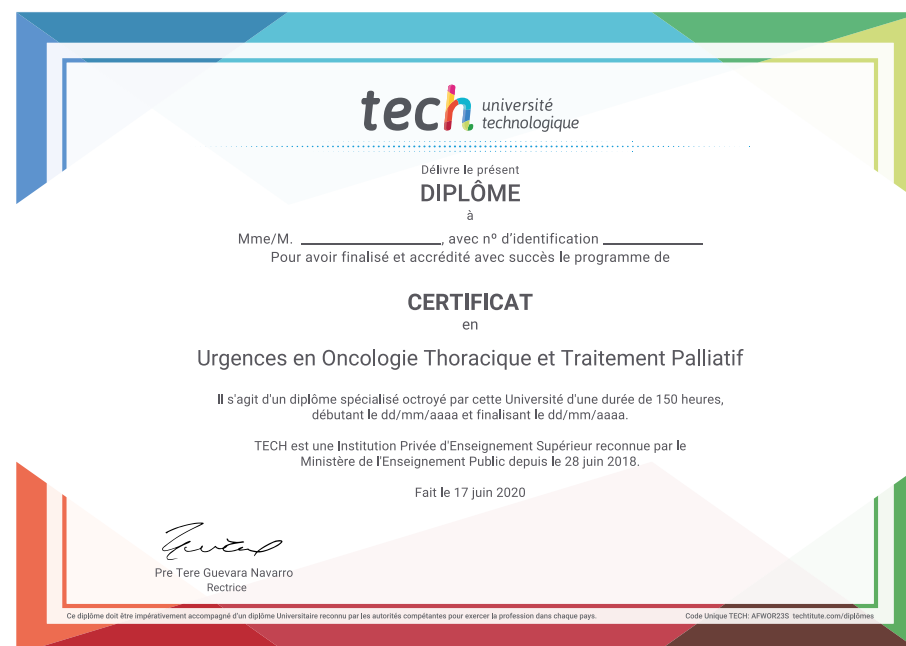 tech université
technologique
Délivre le présent
DIPLÔME
à
Mme/M. ____________________, avec nº d'identification ______________
Pour avoir finalisé et accrédité avec succès le programme de
CERTIFICAT
en
Urgences en Oncologie Thoracique et Traitement Palliatif
Il s'agit d'un diplôme spécialisé octroyé par cette Université d'une durée de 150 heures,
débutant le dd/mm/aaaa et finalisant le dd/mm/aaaa.
TECH est une Institution Privée d'Enseignement Supérieur reconnue par le
Ministère de l'Enseignement Public depuis le 28 juin 2018.
Fait le 17 juin 2020
Pre Tere Guevara Navarro
Rectrice
Ce diplôme doit être impérativement accompagné d'un diplôme Universitaire reconnu par les autorités compétantes pour exercer la profession dans chaque pays.
Code Unique TECH: AFWOR23S techtitute.com/diplômes